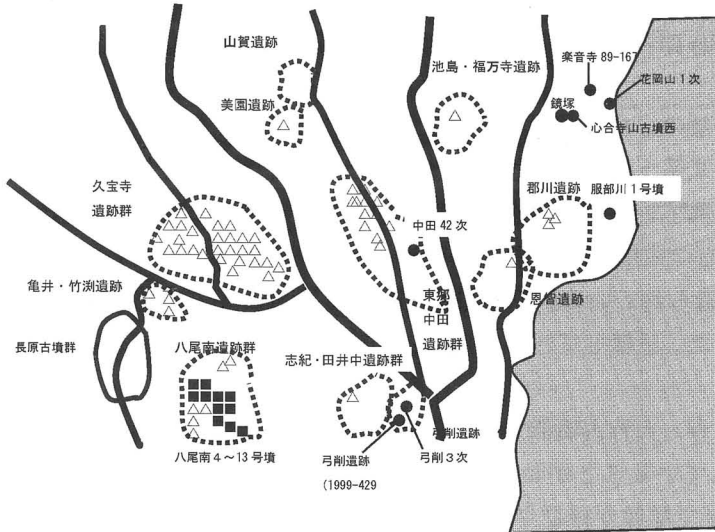 山賀遺跡
美園遺跡
池島・福万寺遺跡
楽音寺 89-167
花岡山1次
鏡塚
心合寺山古墳西
久宝寺
遺跡群
郡川遺跡
服部川1号墳
中田 42 次
亀井・竹渕遺跡
東郷
中田
遺跡群
恩智遺跡
長原古墳群
八尾南遺跡群
志紀・田井中遺跡群
弓削遺跡
八尾南4~13号墳
弓削遺跡
(1999-429
弓削3次